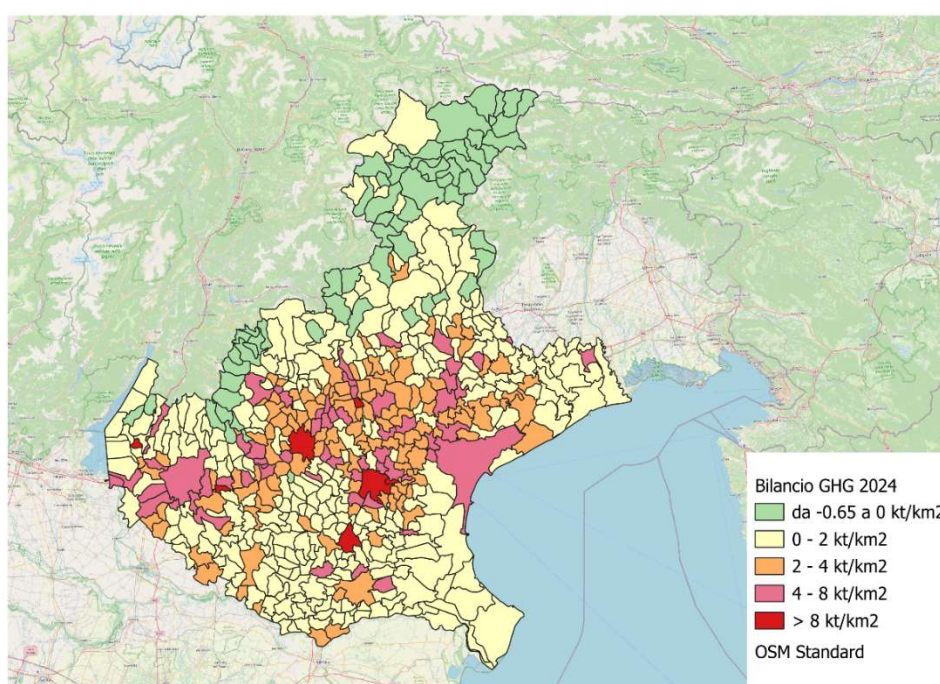 Bilancio GHG 2024
da -0.65 a 0 kt/km2
0 - 2 kt/km2
2 - 4 kt/km2
4 - 8 kt/km2
> 8 kt/km2
OSM Standard